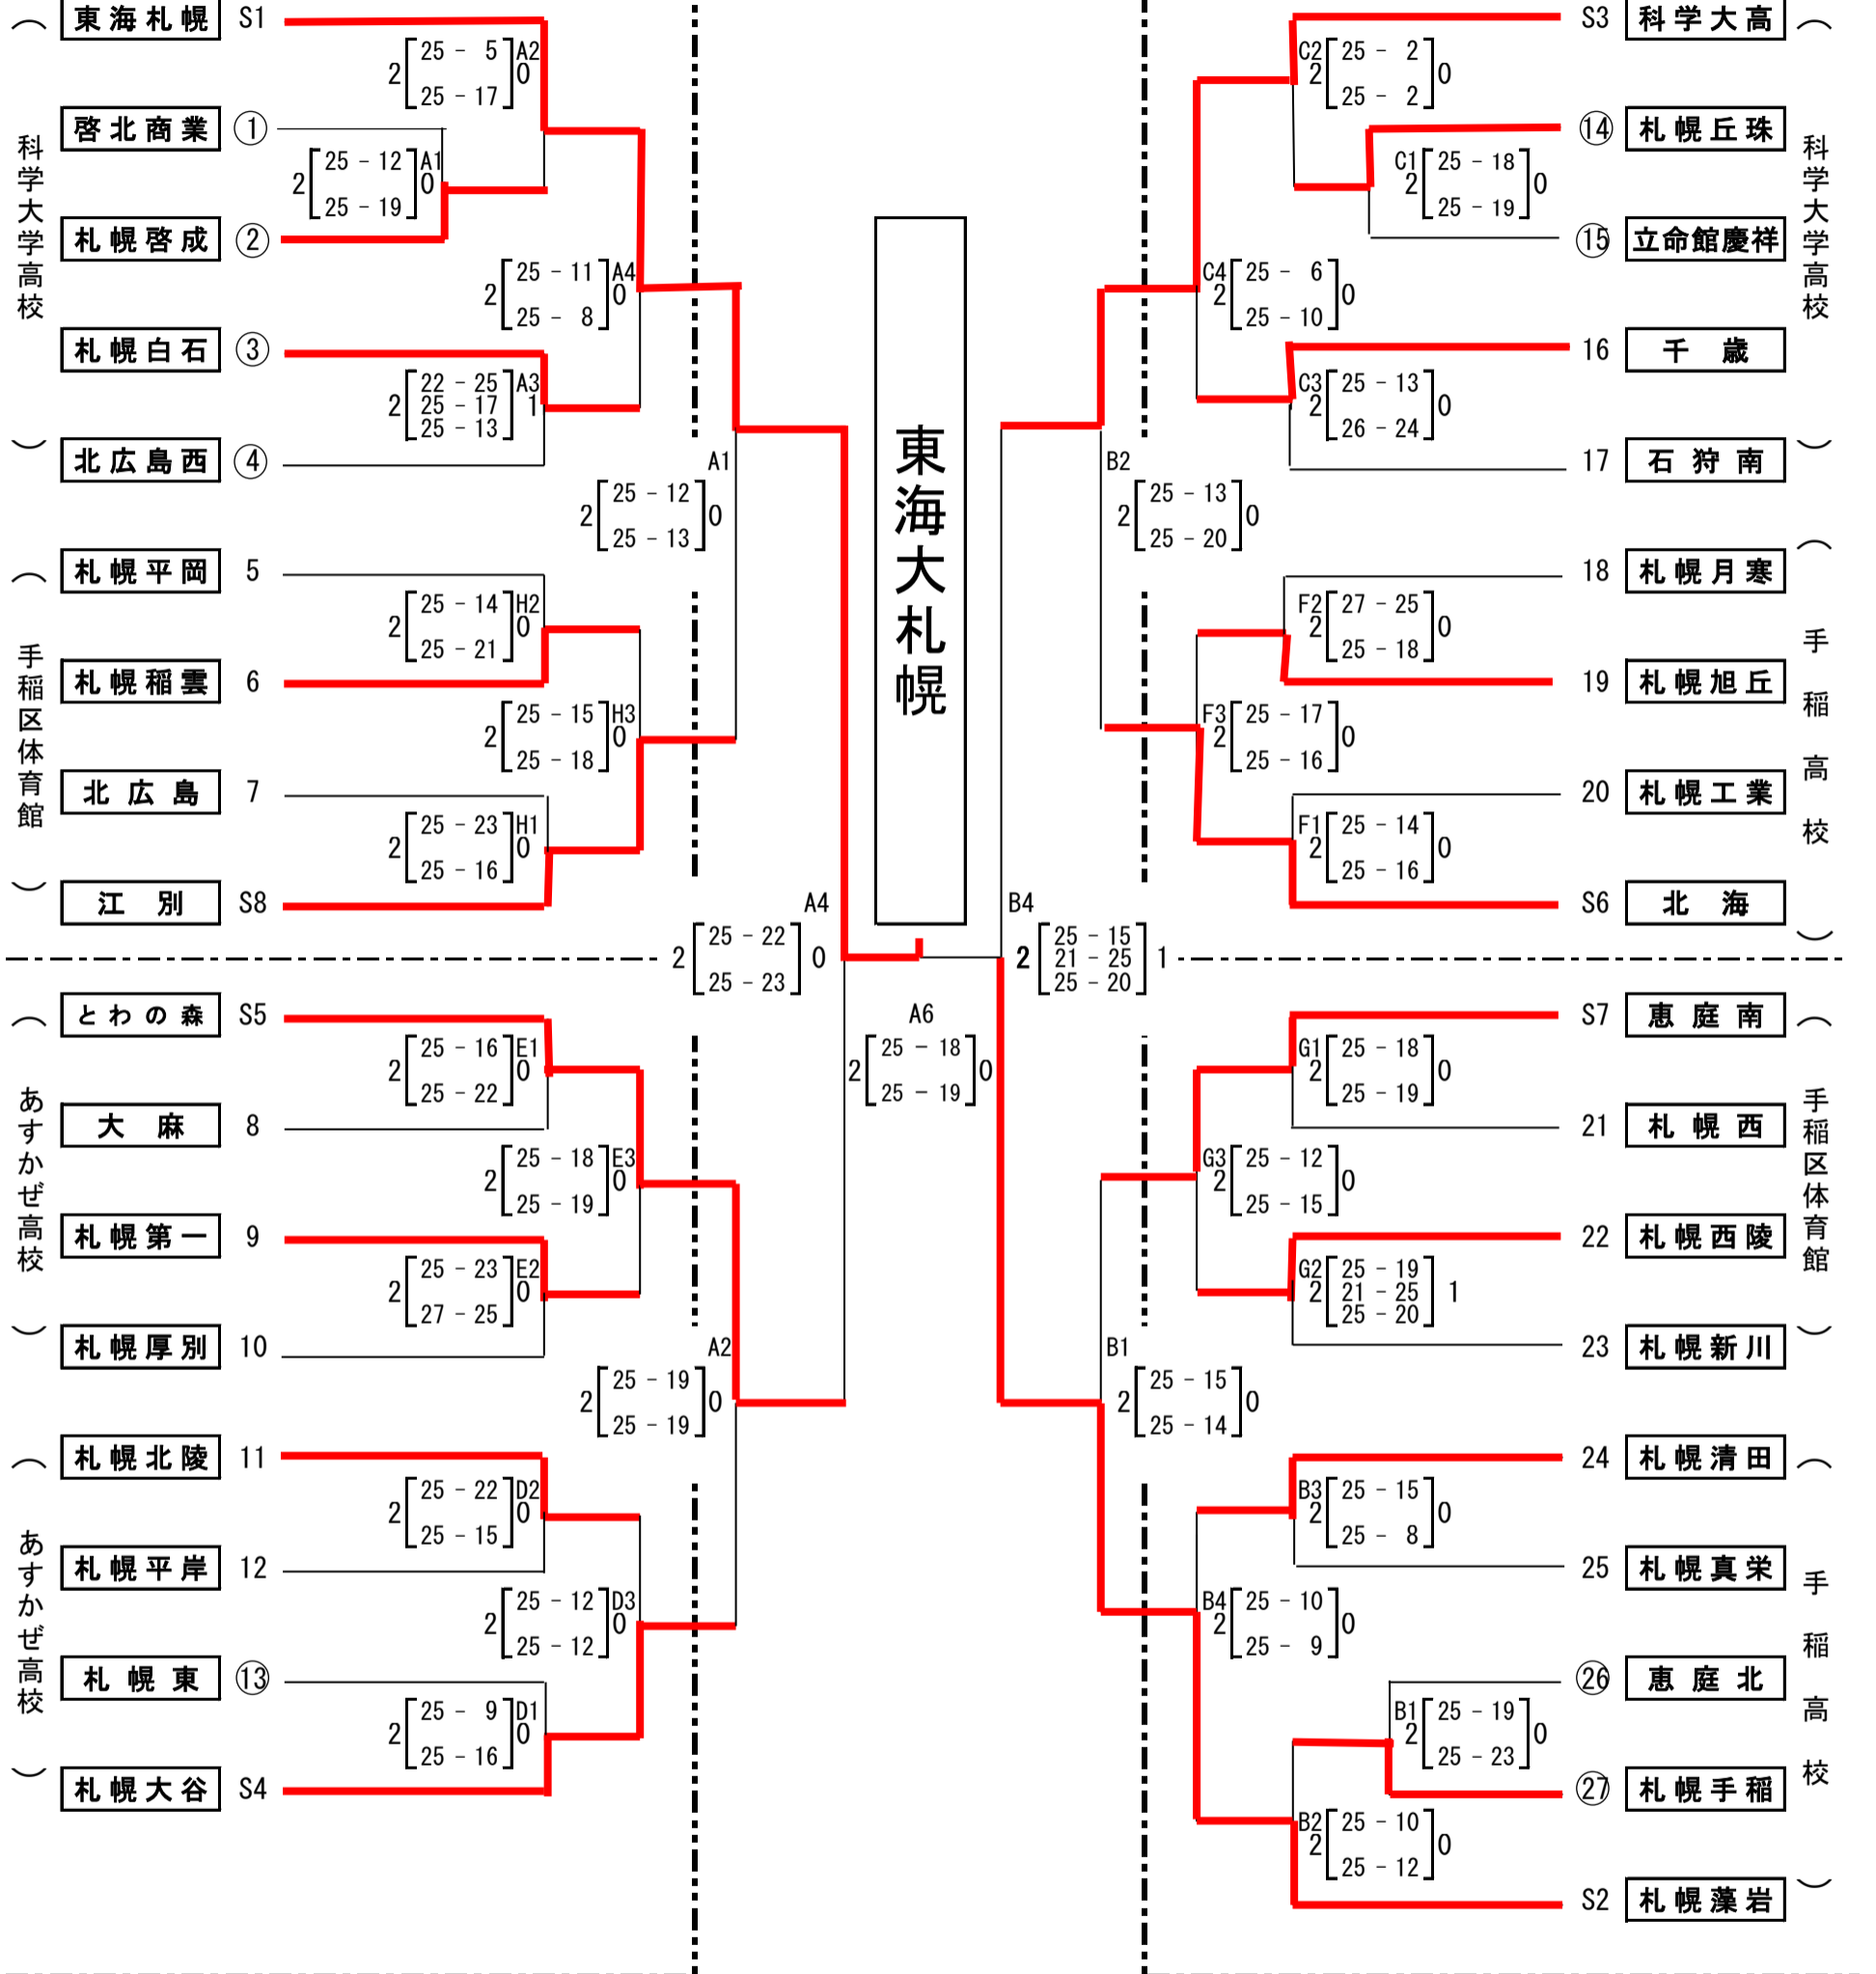 東海札幌 S1
25 - 5 A2
2 0
25 - 17
啓北商業 ①
25 - 12 A1
2 0
25 - 19
札幌啓成 ②
25 - 11 A4
2 0
25 - 8
札幌白石 ③
22 - 25 A3
2 25 - 17 1
25 - 13
北広島西 ④
科学大学高校
A1
25 - 12
2 0
25 - 13
札幌平岡 5
25 - 14 H2
2 0
25 - 21
札幌稲雲 6
25 - 15 H3
2 0
25 - 18
北広島 7
25 - 23 H1
2 0
25 - 16
江別 S8
手稲区体育館
A4
25 - 22
2 0
25 - 23
とわの森 S5
25 - 16 E1
2 0
25 - 22
大麻 8
25 - 18 E3
2 0
25 - 19
札幌第一 9
25 - 23 E2
2 0
27 - 25
札幌厚別 10
あすかぜ高校
A2
25 - 19
2 0
25 - 19
札幌北陵 11
25 - 22 D2
2 0
25 - 15
札幌平岸 12
25 - 12 D3
2 0
25 - 12
札幌東 ⑬
25 - 9 D1
2 0
25 - 16
札幌大谷 S4
あすかぜ高校
東海大札幌
A6
25 - 18
2 0
25 - 19
S3 科学大高
C2 25 - 2
2 0
25 - 2
⑭ 札幌丘珠
C1 25 - 18
2 0
25 - 19
⑮ 立命館慶祥
C4 25 - 6
2 0
25 - 10
16 千歳
C3 25 - 13
2 0
26 - 24
17 石狩南
科学大学高校
B2
25 - 13
2 0
25 - 20
18 札幌月寒
F2 27 - 25
2 0
25 - 18
19 札幌旭丘
F3 25 - 17
2 0
25 - 16
20 札幌工業
F1 25 - 14
2 0
25 - 16
S6 北海
手稲高校
B4
25 - 15
2 21 - 25 1
25 - 20
S7 恵庭南
G1 25 - 18
2 0
25 - 19
21 札幌西
G3 25 - 12
2 0
25 - 15
22 札幌西陵
G2 25 - 19
2 21 - 25 1
25 - 20
23 札幌新川
手稲区体育館
B1
25 - 15
2 0
25 - 14
24 札幌清田
B3 25 - 15
2 0
25 - 8
25 札幌真栄
B4 25 - 10
2 0
25 - 9
㉖ 恵庭北
B1 25 - 19
2 0
25 - 23
㉗ 札幌手稲
B2 25 - 10
2 0
25 - 12
S2 札幌藻岩
手稲高校